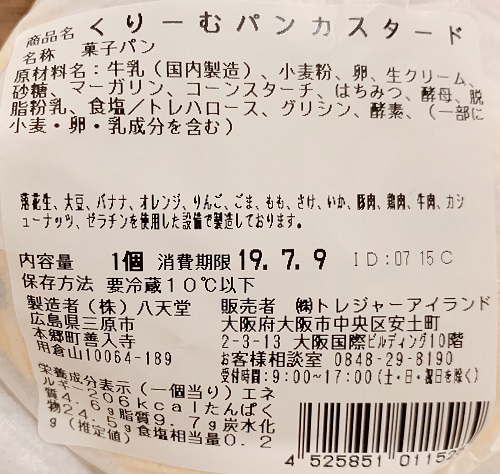 商品名 くりーむパンカスタード
名称 菓子パン
原材料名:牛乳(国内製造)、小麦粉、卵、生クリーム、
砂糖、マーガリン、コーンスターチ、はちみつ、酵母、脱
脂粉乳、食塩/トレハロース、グリシン、酵素、(一部に
小麦・卵・乳成分を含む)
落花生、大豆、バナナ、オレンジ、りんご、ごま、もも、さけ、いか、豚肉、鶏肉、牛肉、カシ
ューナッツ、ゼラチンを使用した設備で製造しております。
内容量 1個 消費期限 19.7.9 ID:0715C
保存方法 要冷蔵10℃以下
製造者(株)八天堂 販売者 ㈱トレジャーアイランド
広島県三原市 大阪府大阪市中央区安土町
本郷町善入寺 2-3-13 大阪国際ビルディング10階
用倉山10064-189 お客様相談室 0848-29-8190
受付時間:9:00~17:00(土・日・祝日を除く)
栄養成分表示(一個当り)エネ
ルギー206kcalたんぱく
質4.6g脂質9.7g炭水化
物24.5g食塩相当量0.2
g(推定値)
4 525851 01152